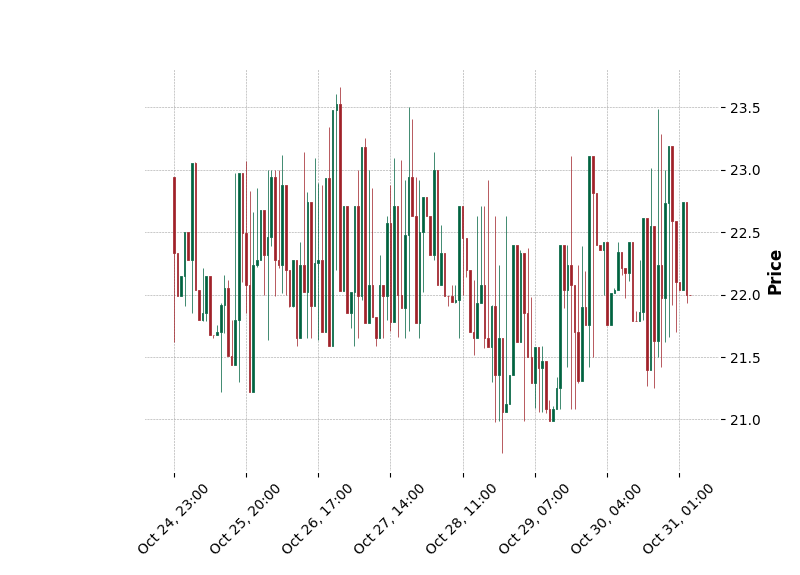 23.5
23.0
22.5
22.0
21.5
21.0
Price
Oct 24, 23:00
Oct 25, 20:00
Oct 26, 17:00
Oct 27, 14:00
Oct 28, 11:00
Oct 29, 07:00
Oct 30, 04:00
Oct 31, 01:00